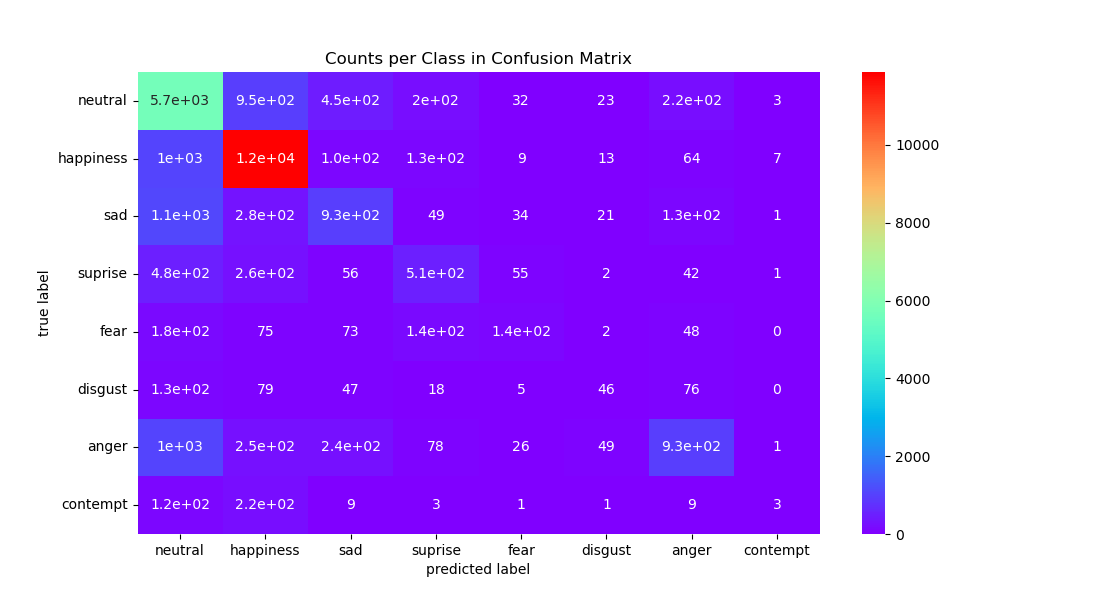 Counts per Class in Confusion Matrix
neutral 5.7e+03 9.5e+02 4.5e+02 2e+02 32 23 2.2e+02 3
happiness 1e+03 1.2e+04 1.0e+02 1.3e+02 9 13 64 7
sad 1.1e+03 2.8e+02 9.3e+02 49 34 21 1.3e+02 1
suprise 4.8e+02 2.6e+02 56 5.1e+02 55 2 42 1
fear 1.8e+02 75 73 1.4e+02 1.4e+02 2 48 0
disgust 1.3e+02 79 47 18 5 46 76 0
anger 1e+03 2.5e+02 2.4e+02 78 26 49 9.3e+02 1
contempt 1.2e+02 2.2e+02 9 3 1 1 9 3
neutral happiness sad suprise fear disgust anger contempt
predicted label
true label
10000
8000
6000
4000
2000
0